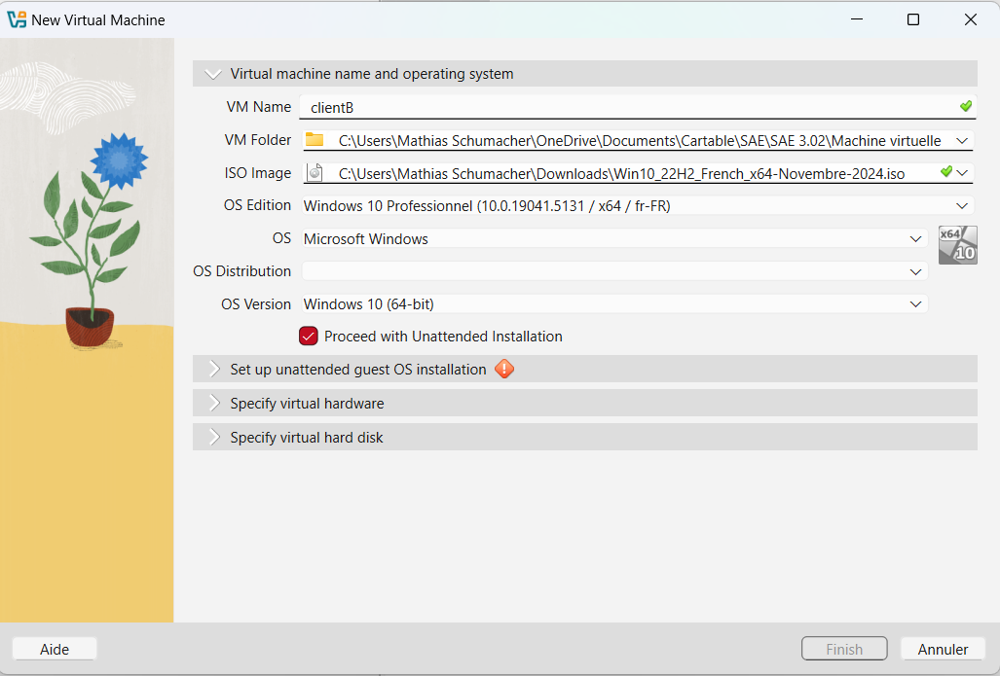 New Virtual Machine
Virtual machine name and operating system
VM Name clientB
VM Folder C:\Users\Mathias Schumacher\OneDrive\Documents\Cartable\SAE\SAE 3.02\Machine virtuelle
ISO Image C:\Users\Mathias Schumacher\Downloads\Win10_22H2_French_x64-Novembre-2024.iso
OS Edition Windows 10 Professionnel (10.0.19041.5131 / x64 / fr-FR)
OS Microsoft Windows x64 10
OS Distribution
OS Version Windows 10 (64-bit)
Proceed with Unattended Installation
Set up unattended guest OS installation
Specify virtual hardware
Specify virtual hard disk
Aide Finish Annuler